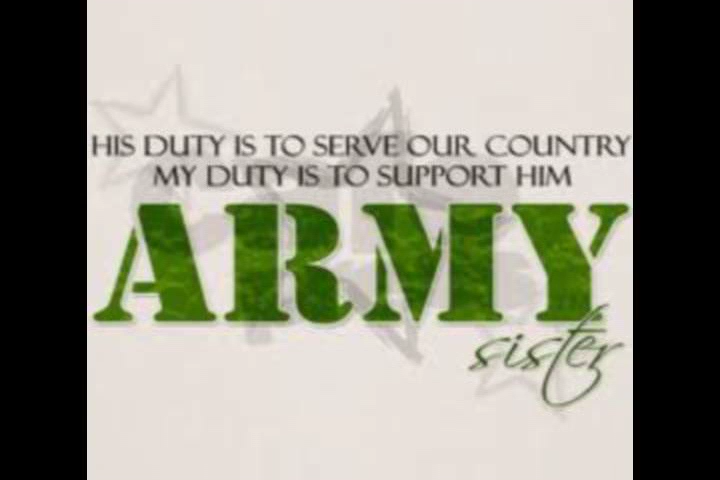 HIS DUTY IS TO SERVE OUR COUNTRY
MY DUTY IS TO SUPPORT HIM
ARMY
sister